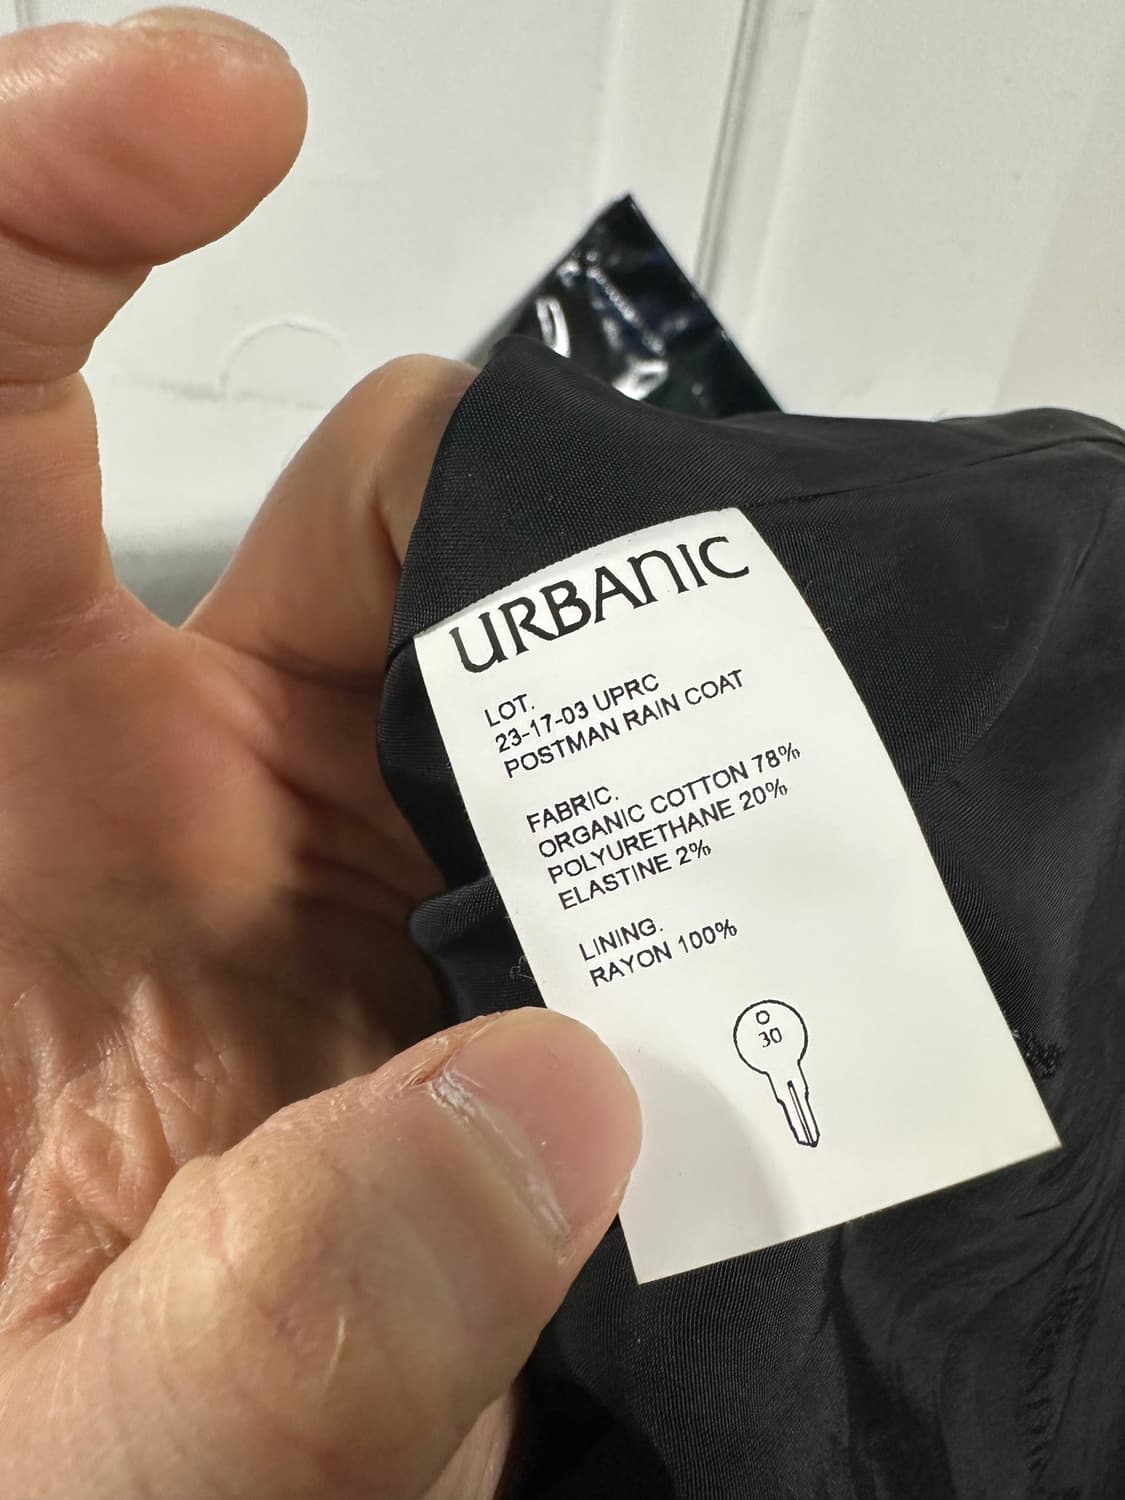 URBANIC
LOT.
23-17-03 UPRC
POSTMAN RAIN COAT
FABRIC.
ORGANIC COTTON 78%
POLYURETHANE 20%
ELASTINE 2%
LINING.
RAYON 100%
30